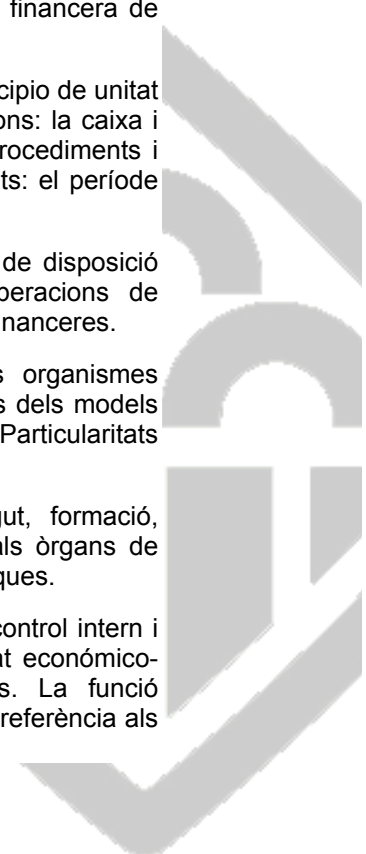 financera de
cipio de unitat
ons: la caixa i
rocediments i
ts: el període
de disposició
peracions de
nanceres.
s organismes
s dels models
Particularitats
gut, formació,
als òrgans de
ques.
control intern i
at económico-
s. La funció
referència als